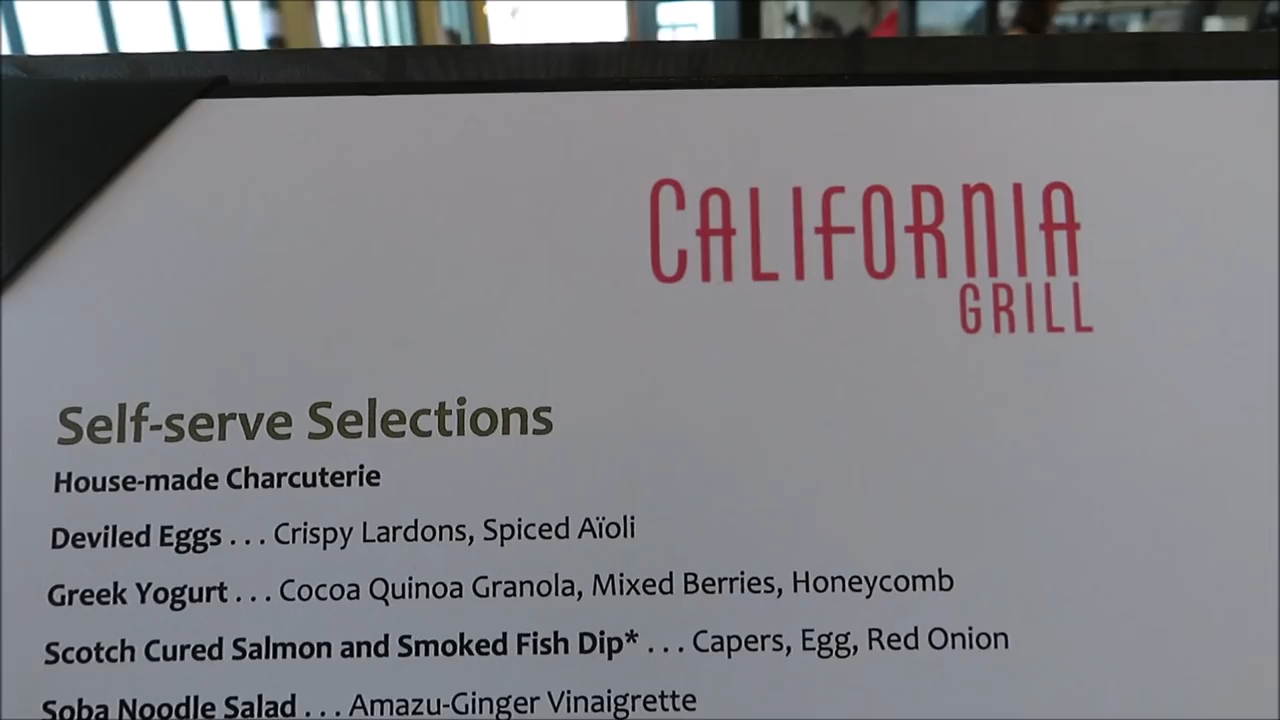 CALIFORNIA
GRILL
Self-serve Selections
House-made Charcuterie
Deviled Eggs . . . Crispy Lardons, Spiced Aïoli
Greek Yogurt . . . Cocoa Quinoa Granola, Mixed Berries, Honeycomb
Scotch Cured Salmon and Smoked Fish Dip* . . . Capers, Egg, Red Onion
Soba Noodle Salad . . . Amazu-Ginger Vinaigrette